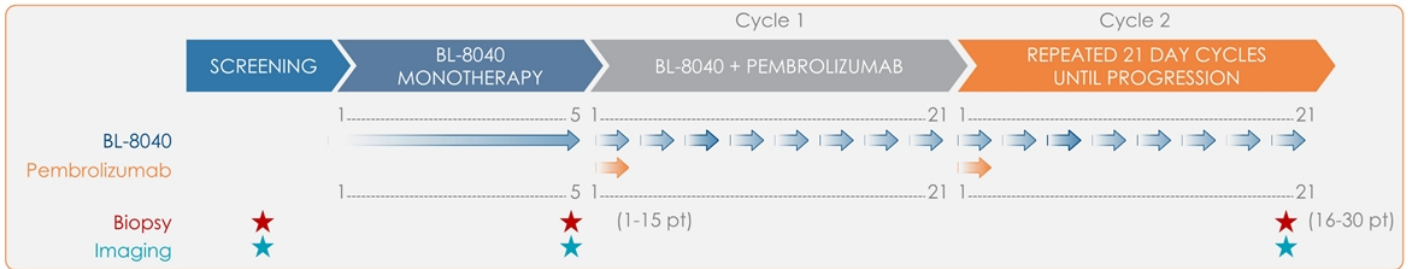 Cycle 1
Cycle 2
SCREENING
BL-8040
MONOTHERAPY
BL-8040 + PEMBROLIZUMAB
REPEATED 21 DAY CYCLES
UNTIL PROGRESSION
1 5 1 21 1 21
BL-8040
Pembrolizumab
1 5 1 21 1 21
Biopsy (1-15 pt) (16-30 pt)
Imaging